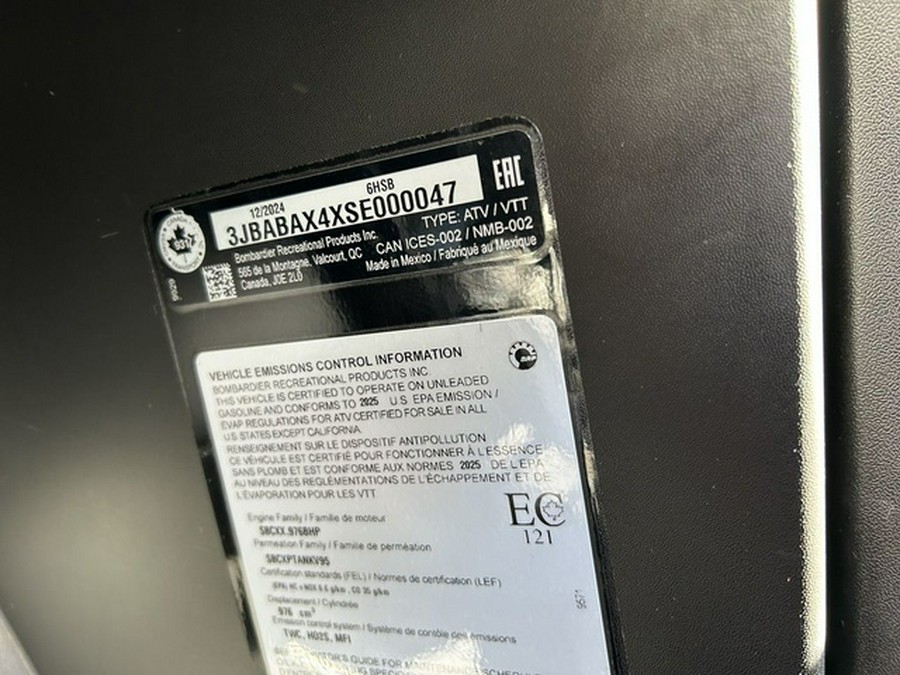 12/2024 6HSB
3JBABAX4XSE000047
EAC
9317
Bombardier Recreational Products Inc.
565 de la Montagne, Valcourt, QC
Canada, J0E 2L0
TYPE: ATV / VTT
CAN ICES-002 / NMB-002
Made in Mexico / Fabriqué au Mexique
VEHICLE EMISSIONS CONTROL INFORMATION
BOMBARDIER RECREATIONAL PRODUCTS INC
THIS VEHICLE IS CERTIFIED TO OPERATE ON UNLEADED
GASOLINE AND CONFORMS TO 2025 U.S EPA EMISSION /
EVAP REGULATIONS FOR ATV CERTIFIED FOR SALE IN ALL
U.S STATES EXCEPT CALIFORNIA.
RENSEIGNEMENT SUR LE DISPOSITIF ANTIPOLLUTION
CE VÉHICULE EST CERTIFIÉ POUR FONCTIONNER À L'ESSENCE
SANS PLOMB ET EST CONFORME AUX NORMES 2025 DE L'EPA
AU NIVEAU DES RÉGLEMENTATIONS DE L'ÉCHAPPEMENT ET DE
L'ÉVAPORATION POUR LES VTT
EC
121
Engine Family / Famille de moteur
SBCXX.976BHP
Permeation Family / Famille de perméation
SBCXPTANKV95
Certification standards (FEL) / Normes de certification (LEF)
Displacement / Cylindrée
976 cm³
Emission control system / Système de contrôle des émissions
TWC, HO2S, MFI